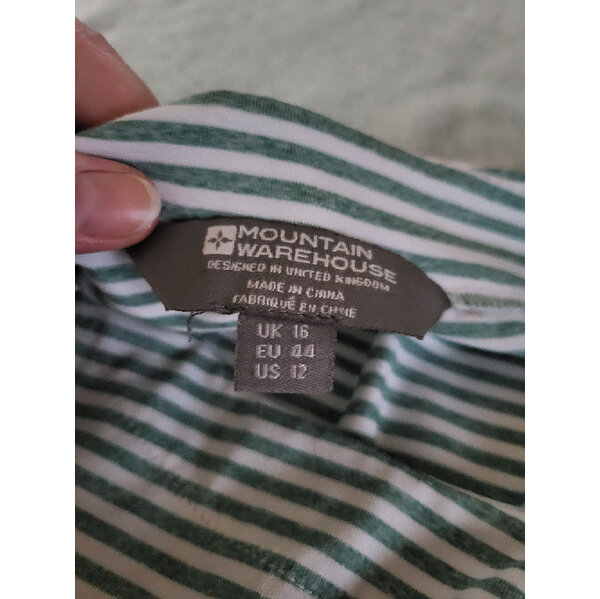 MOUNTAIN
WAREHOUSE
DESIGNED IN UNITED KINGDOM
MADE IN CHINA
FABRIQUÉ EN CHINE
UK 16
EU 44
US 12